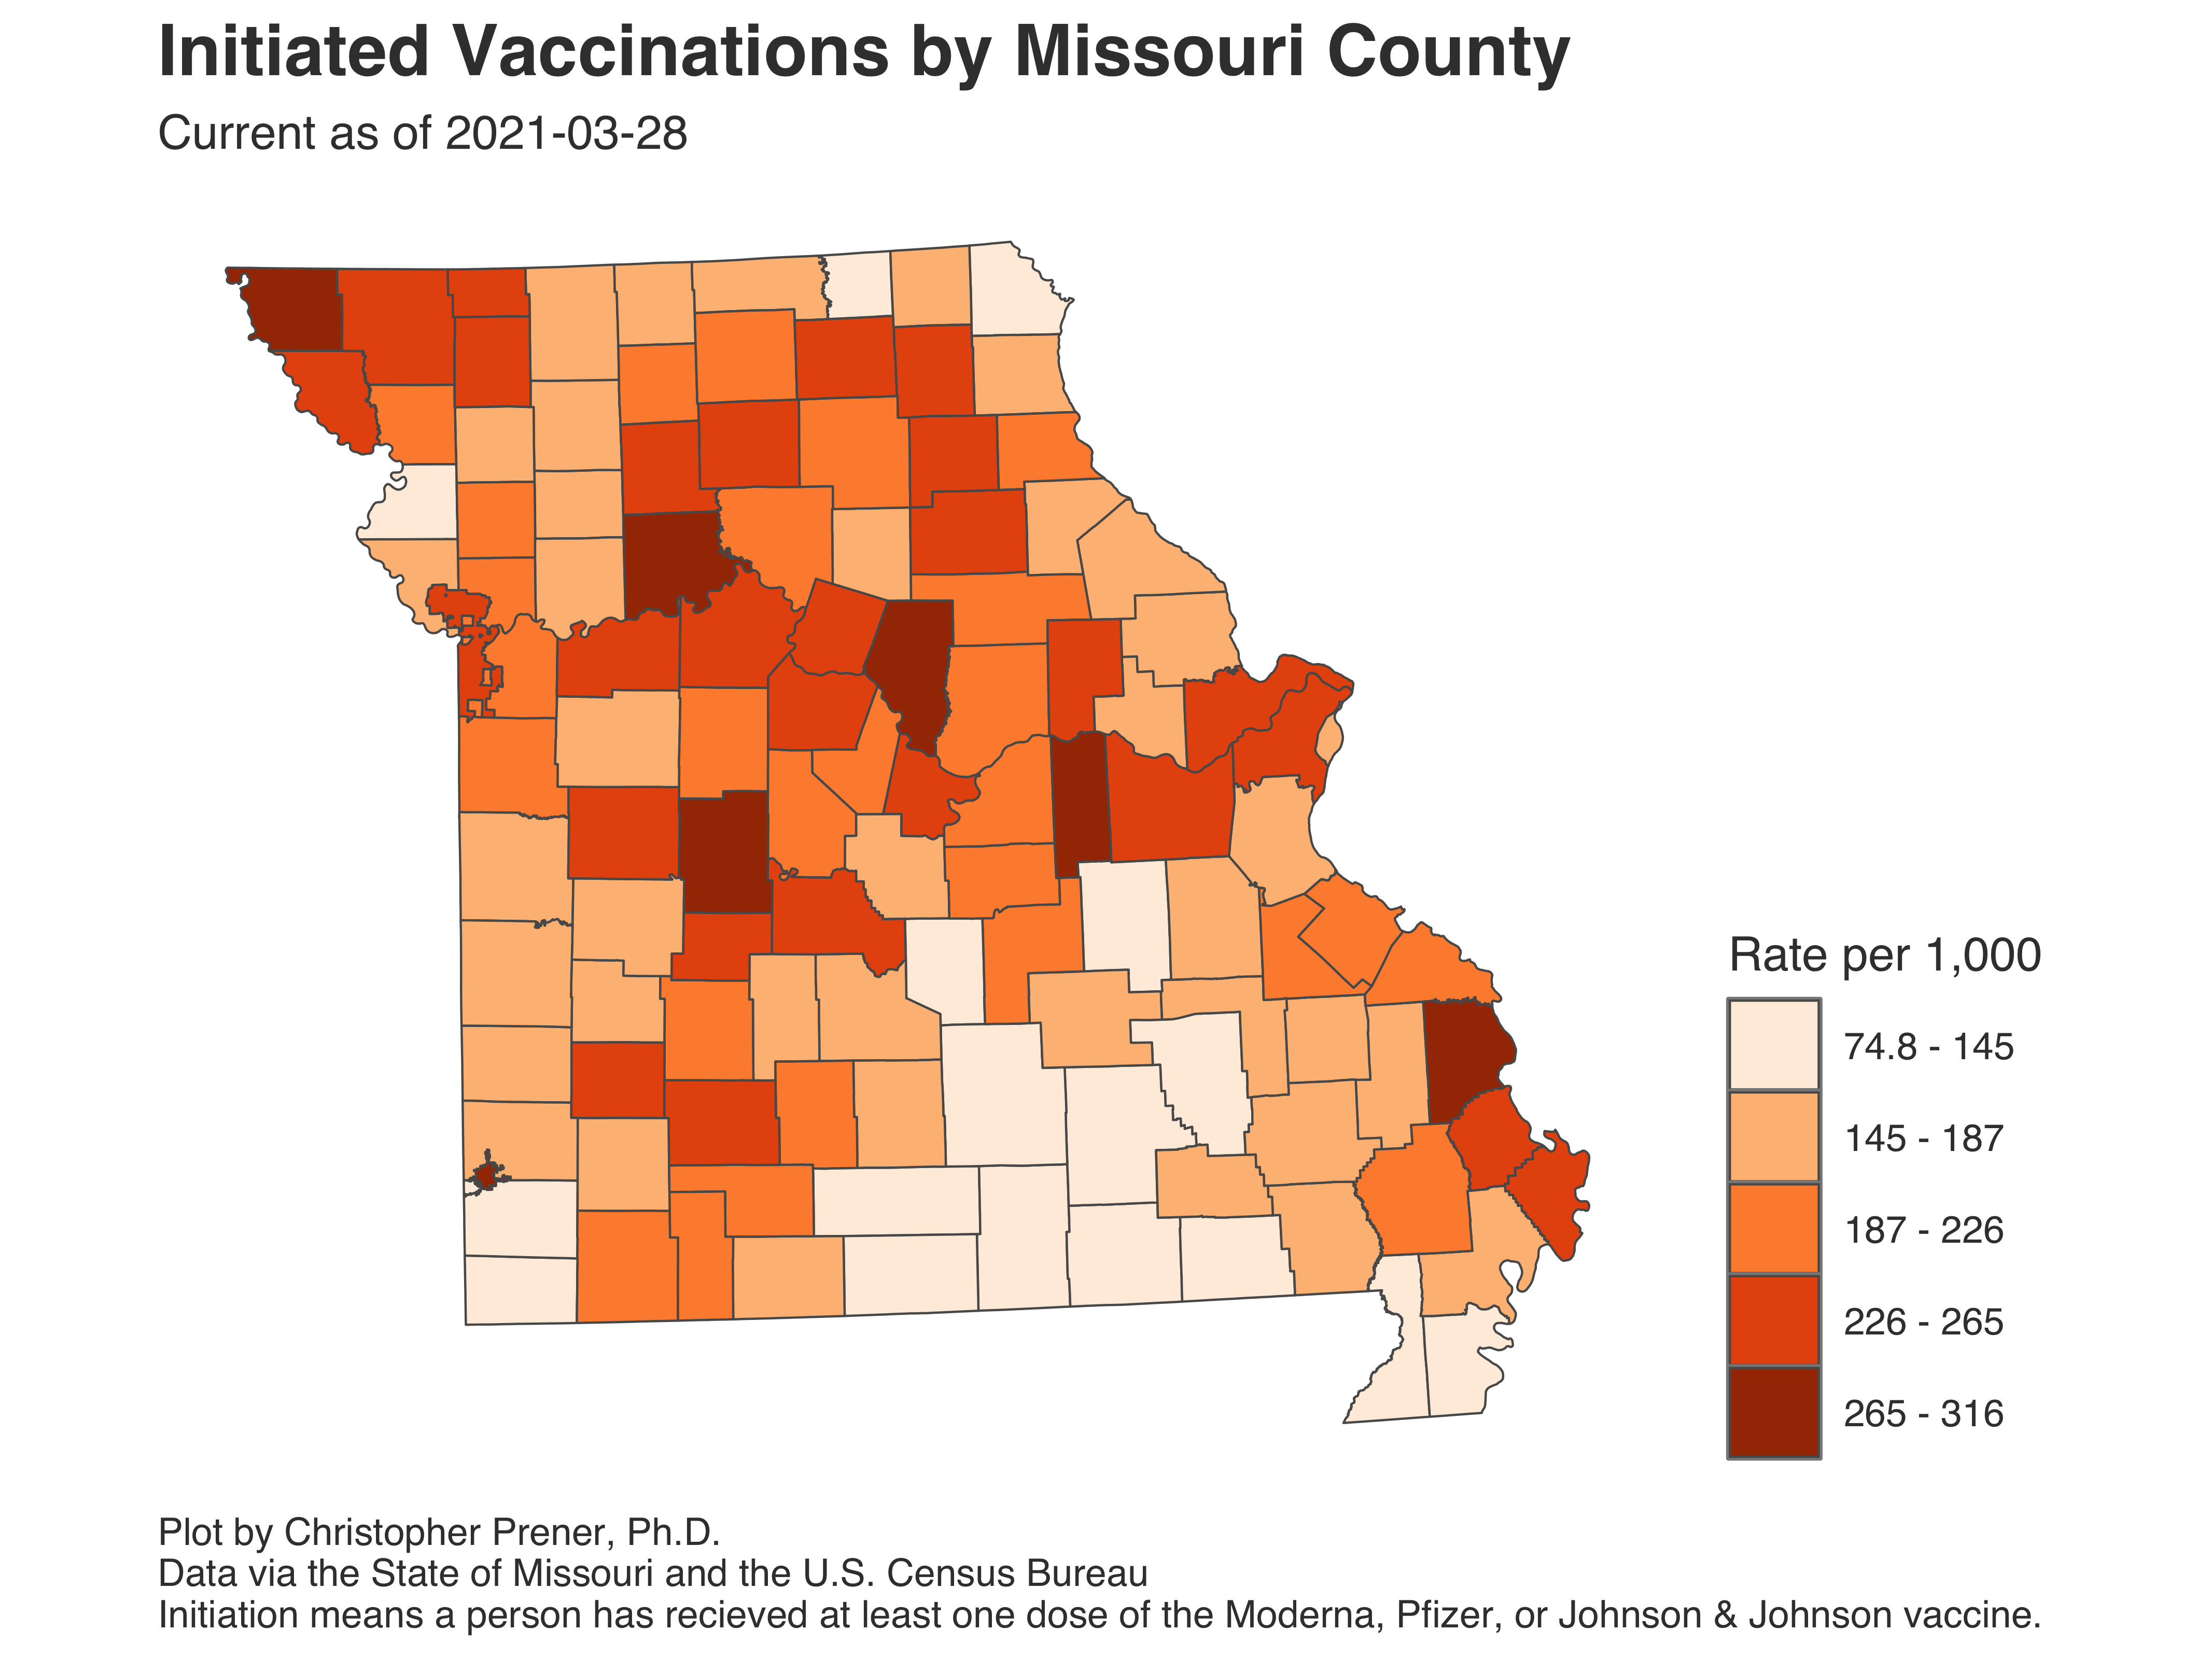 Initiated Vaccinations by Missouri County
Current as of 2021-03-28
Rate per 1,000
74.8 - 145
145 - 187
187 - 226
226 - 265
265 - 316
Plot by Christopher Prener, Ph.D.
Data via the State of Missouri and the U.S. Census Bureau
Initiation means a person has recieved at least one dose of the Moderna, Pfizer, or Johnson & Johnson vaccine.